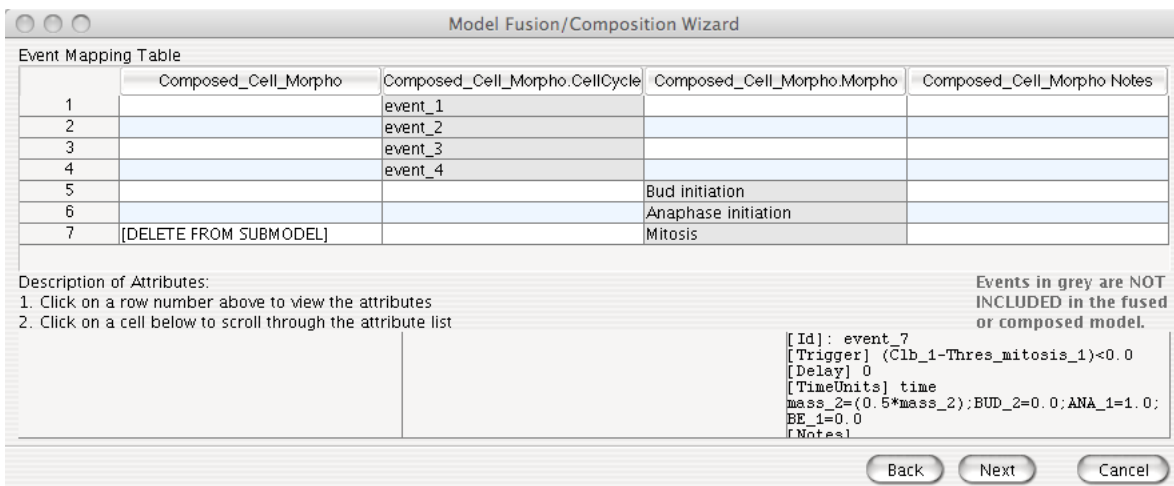 Model Fusion/Composition Wizard
Event Mapping Table
Composed_Cell_Morpho Composed_Cell_Morpho.CellCycle Composed_Cell_Morpho.Morpho Composed_Cell_Morpho Notes
1 event_1
2 event_2
3 event_3
4 event_4
5 Bud initiation
6 Anaphase initiation
7 [DELETE FROM SUBMODEL] Mitosis
Description of Attributes:
1. Click on a row number above to view the attributes
2. Click on a cell below to scroll through the attribute list
Events in grey are NOT
INCLUDED in the fused
or composed model.
[Id]: event_7
[Trigger] (Clb_1-Thres_mitosis_1)<0.0
[Delay] 0
[TimeUnits] time
mass_2=(0.5*mass_2);BUD_2=0.0;ANA_1=1.0;
BE_1=0.0
[Notes]
Back Next Cancel